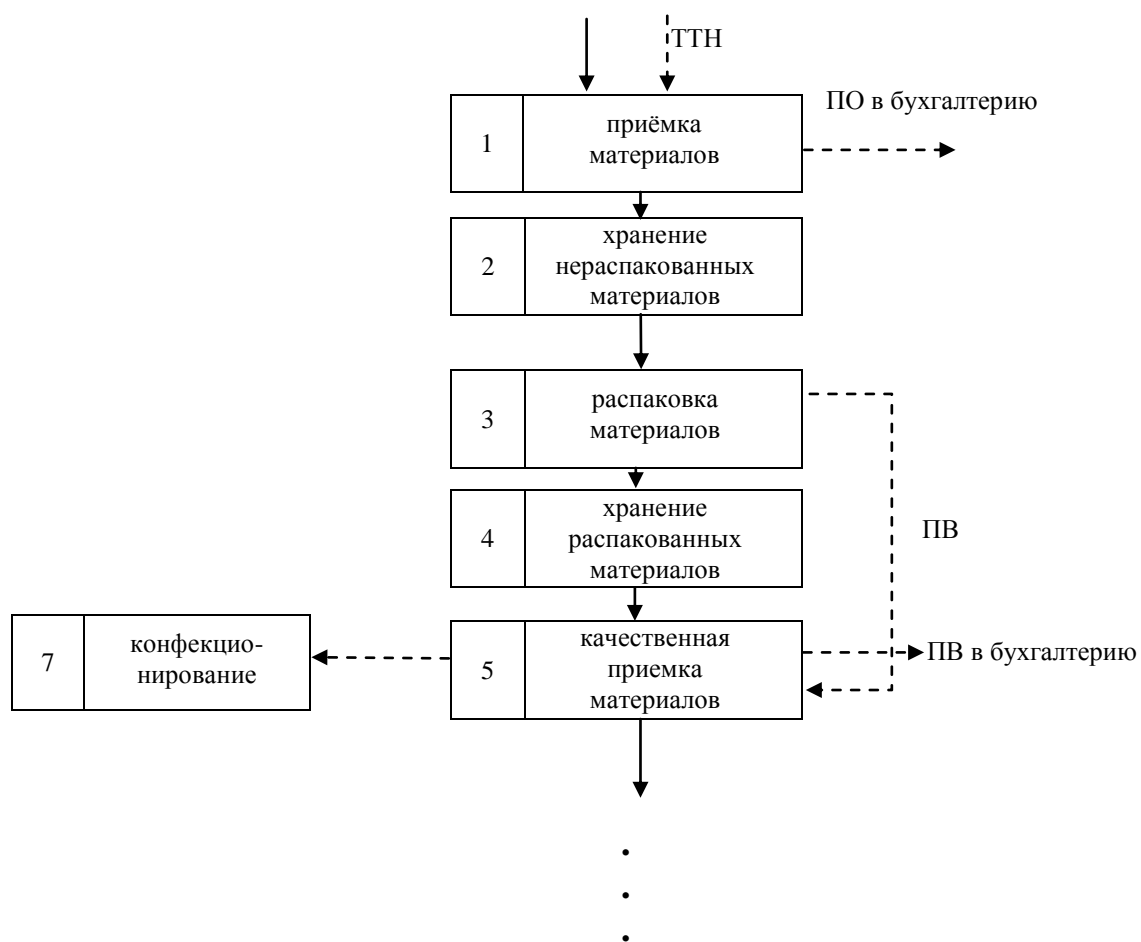 ТТН
ПО в бухгалтерию
1
приёмка
материалов
2
хранение
нераспакованных
материалов
3
распаковка
материалов
4
хранение
распакованных
материалов
ПВ
7
конфекцио-
нирование
5
качественная
приемка
материалов
ПВ в бухгалтерию